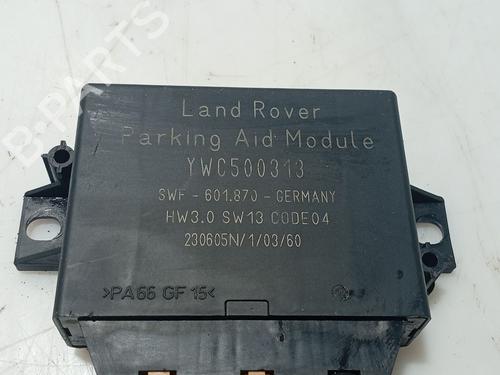 Land Rover
Parking Aid Module
YWC500313
SWF - 601.870 - GERMANY
HW3.0 SW13 CODE04
230605N/1/03/60
>PA66 GF 15<
B-PARTS